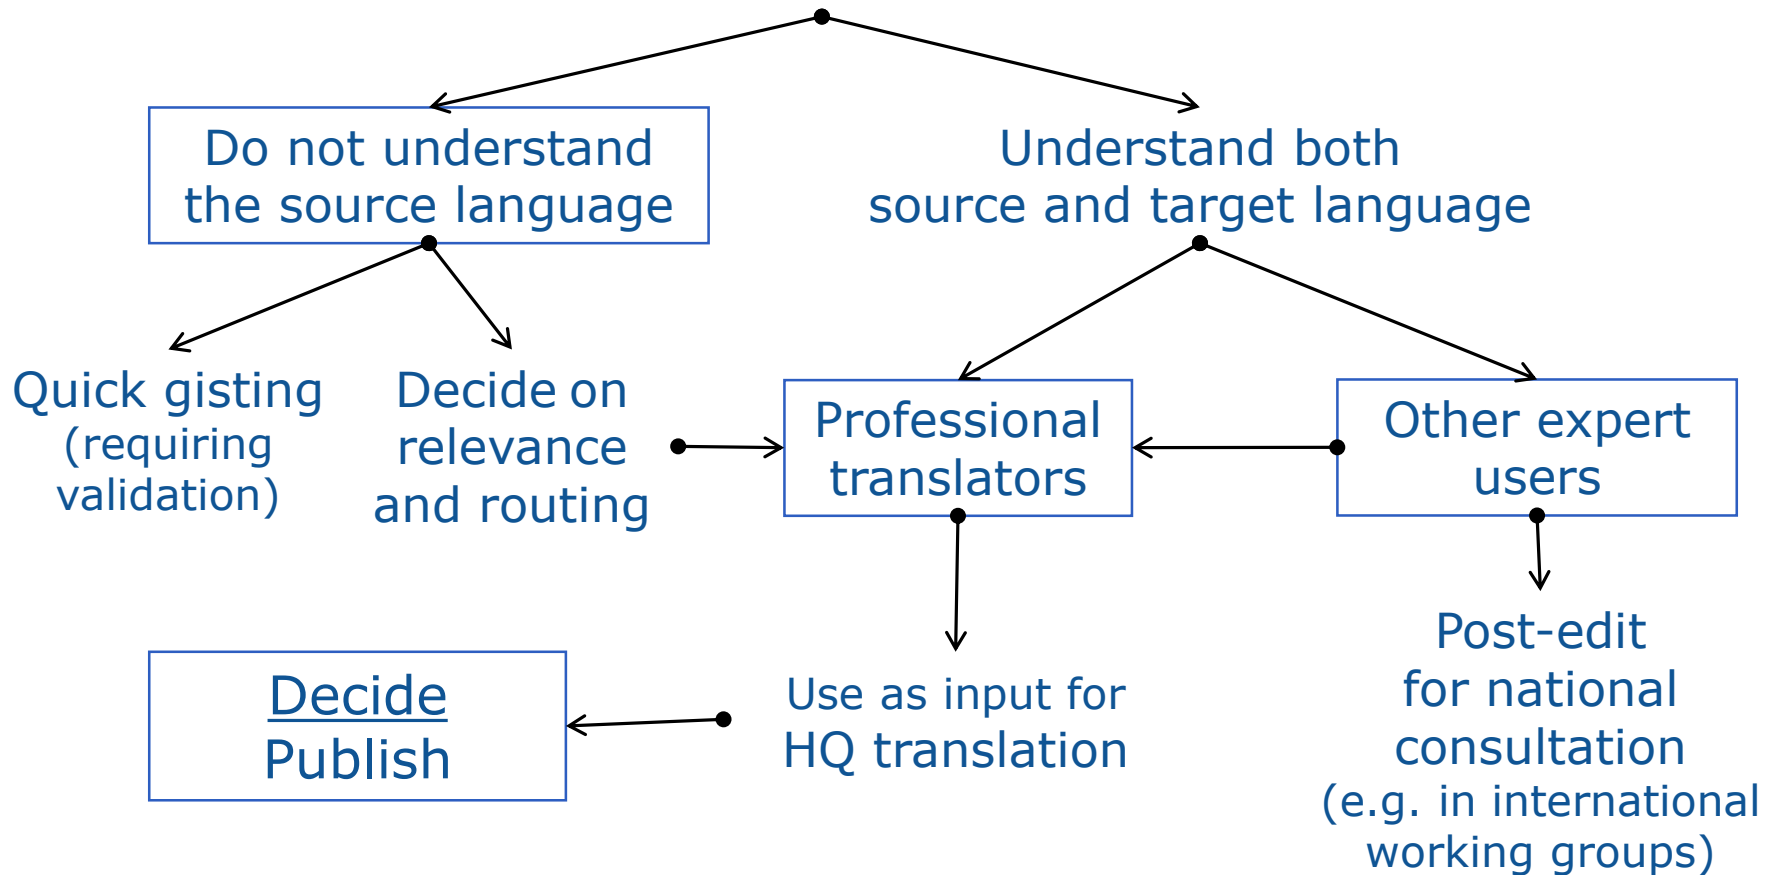 Do not understand
the source language
Understand both
source and target language
Quick gisting
(requiring
validation)
Decide on
relevance
and routing
Professional
translators
Other expert
users
Decide
Publish
Use as input for
HQ translation
Post-edit
for national
consultation
(e.g. in international
working groups)